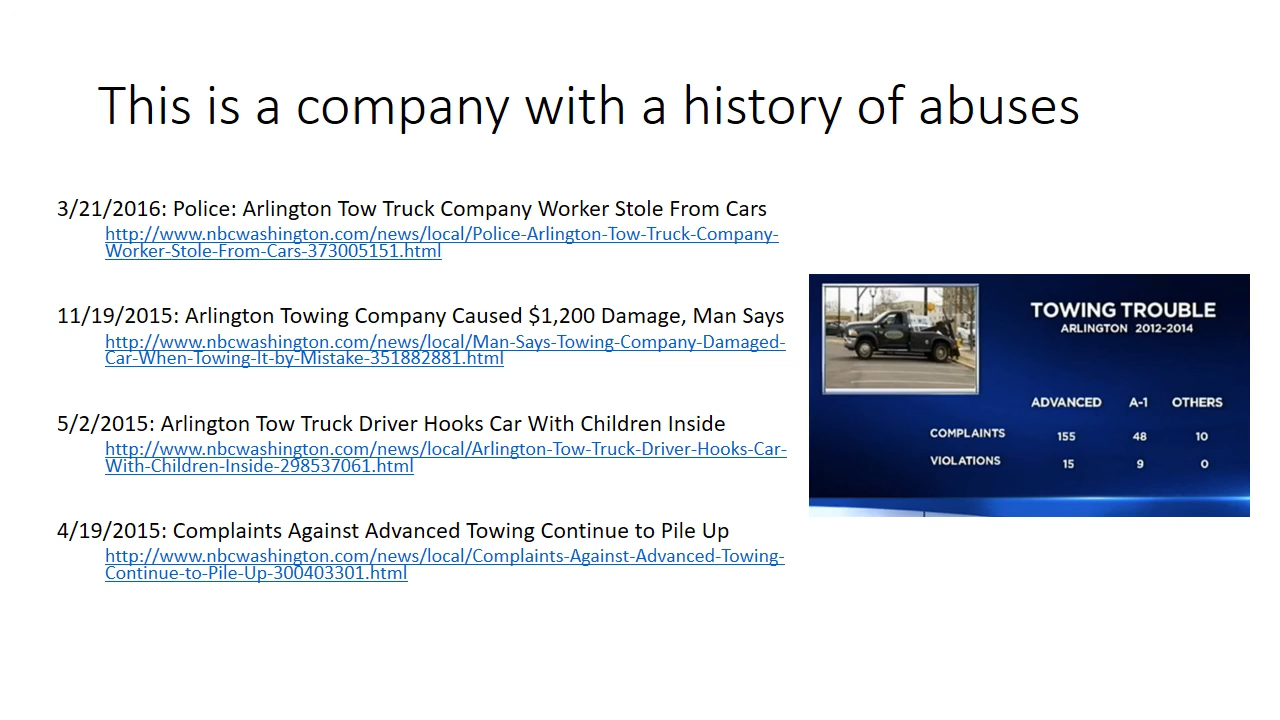 This is a company with a history of abuses
3/21/2016: Police: Arlington Tow Truck Company Worker Stole From Cars
http://www.nbcwashington.com/news/local/Police-Arlington-Tow-Truck-Company-
Worker-Stole-From-Cars-373005151.html
11/19/2015: Arlington Towing Company Caused $1,200 Damage, Man Says
http://www.nbcwashington.com/news/local/Man-Says-Towing-Company-Damaged-
Car-When-Towing-It-by-Mistake-351882881.html
5/2/2015: Arlington Tow Truck Driver Hooks Car With Children Inside
http://www.nbcwashington.com/news/local/Arlington-Tow-Truck-Driver-Hooks-Car-
With-Children-Inside-298537061.html
4/19/2015: Complaints Against Advanced Towing Continue to Pile Up
http://www.nbcwashington.com/news/local/Complaints-Against-Advanced-Towing-
Continue-to-Pile-Up-300403301.html
TOWING TROUBLE
ARLINGTON 2012-2014
ADVANCED A-1 OTHERS
COMPLAINTS 155 48 10
VIOLATIONS 15 9 0